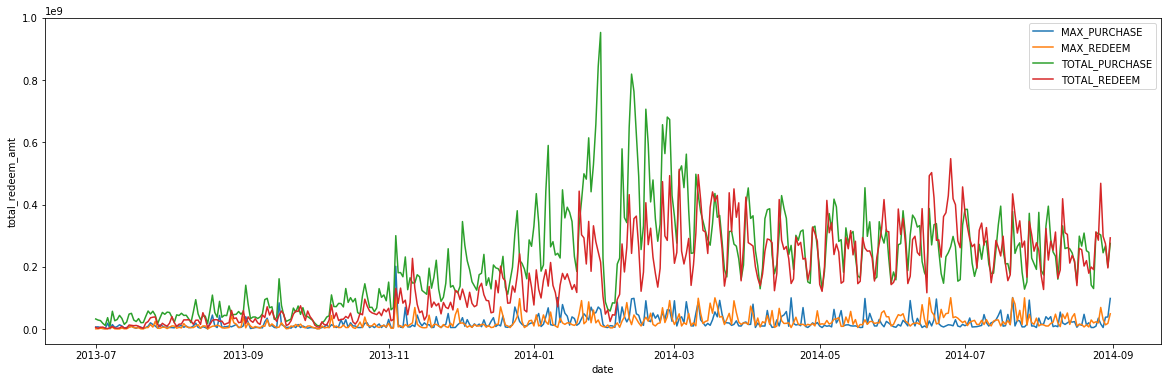 1e9
1.0
0.8
0.6
0.4
0.2
0.0
total_redeem_amt
MAX_PURCHASE
MAX_REDEEM
TOTAL_PURCHASE
TOTAL_REDEEM
2013-07
2013-09
2013-11
2014-01
2014-03
2014-05
2014-07
2014-09
date